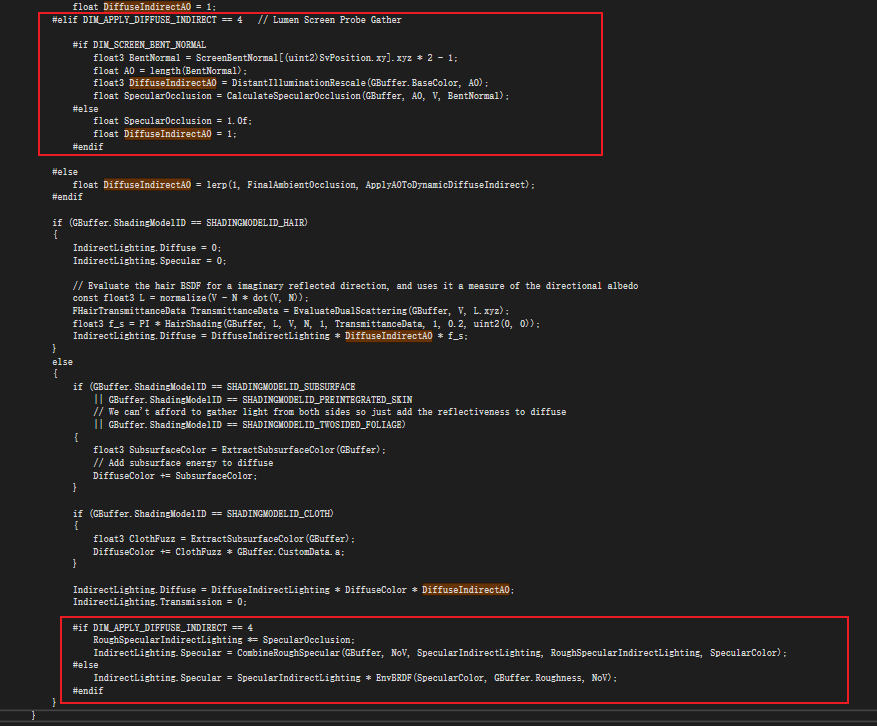 float DiffuseIndirectAO = 1;
#elif DIM_APPLY_DIFFUSE_INDIRECT == 4 // Lumen Screen Probe Gather
#if DIM_SCREEN_BENT_NORMAL
float3 BentNormal = ScreenBentNormal[(uint2)SvPosition.xy].xyz * 2 - 1;
float AO = length(BentNormal);
float3 DiffuseIndirectAO = DistantIlluminationRescale(GBuffer.BaseColor, AO);
float SpecularOcclusion = CalculateSpecularOcclusion(GBuffer, AO, V, BentNormal);
#else
float SpecularOcclusion = 1.0f;
float DiffuseIndirectAO = 1;
#endif
#else
float DiffuseIndirectAO = lerp(1, FinalAmbientOcclusion, ApplyAOToDynamicDiffuseIndirect);
#endif
if (GBuffer.ShadingModelID == SHADINGMODELID_HAIR)
{
IndirectLighting.Diffuse = 0;
IndirectLighting.Specular = 0;
// Evaluate the hair BSDF for a imaginary reflected direction, and uses it a measure of the directional albedo
const float3 L = normalize(V - N * dot(V, N));
FHairTransmittanceData TransmittanceData = EvaluateDualScattering(GBuffer, V, L.xyz);
float3 f_s = PI * HairShading(GBuffer, L, V, N, 1, TransmittanceData, 1, 0.2, uint2(0, 0));
IndirectLighting.Diffuse = DiffuseIndirectLighting * DiffuseIndirectAO * f_s;
}
else
{
if (GBuffer.ShadingModelID == SHADINGMODELID_SUBSURFACE
|| GBuffer.ShadingModelID == SHADINGMODELID_PREINTEGRATED_SKIN
// We can't afford to gather light from both sides so just add the reflectiveness to diffuse
|| GBuffer.ShadingModelID == SHADINGMODELID_TWOSIDED_FOLIAGE)
{
float3 SubsurfaceColor = ExtractSubsurfaceColor(GBuffer);
// Add subsurface energy to diffuse
DiffuseColor += SubsurfaceColor;
}
if (GBuffer.ShadingModelID == SHADINGMODELID_CLOTH)
{
float3 ClothFuzz = ExtractSubsurfaceColor(GBuffer);
DiffuseColor += ClothFuzz * GBuffer.CustomData.a;
}
IndirectLighting.Diffuse = DiffuseIndirectLighting * DiffuseColor * DiffuseIndirectAO;
IndirectLighting.Transmission = 0;
#if DIM_APPLY_DIFFUSE_INDIRECT == 4
RoughSpecularIndirectLighting *= SpecularOcclusion;
IndirectLighting.Specular = CombineRoughSpecular(GBuffer, NoV, SpecularIndirectLighting, RoughSpecularIndirectLighting, SpecularColor);
#else
IndirectLighting.Specular = SpecularIndirectLighting * EnvBRDF(SpecularColor, GBuffer.Roughness, NoV);
#endif
}
}